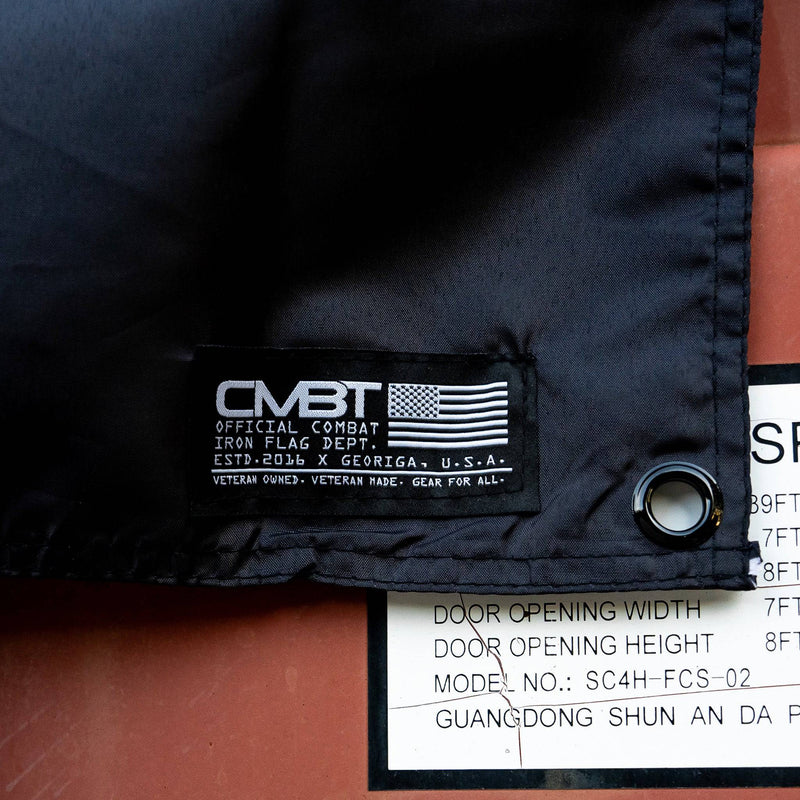 CMBT
OFFICIAL COMBAT
IRON FLAG DEPT.
ESTD.2016 X GEORIGA, U.S.A.
VETERAN OWNED. VETERAN MADE. GEAR FOR ALL.
39FT
7FT
8FT
DOOR OPENING WIDTH 7FT
DOOR OPENING HEIGHT 8FT
MODEL NO.: SC4H-FCS-02
GUANGDONG SHUN AN DA